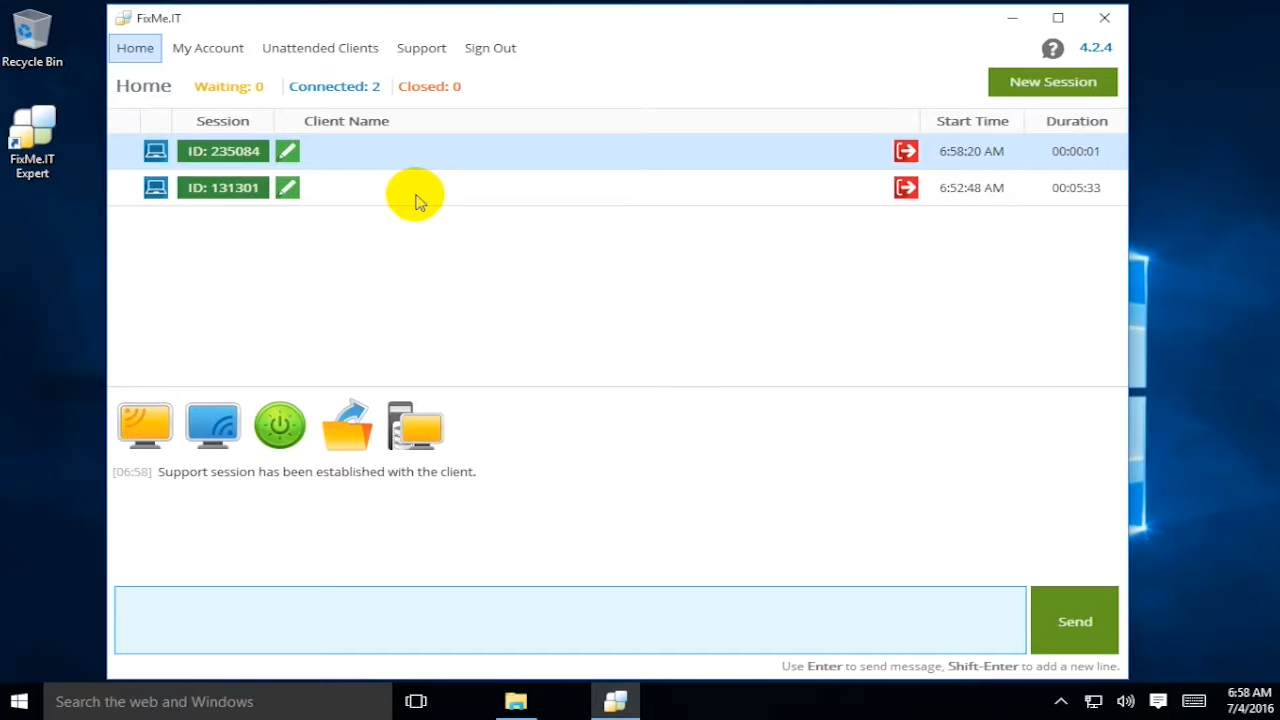 FixMe.IT
Home My Account Unattended Clients Support Sign Out 4.2.4
Home Waiting: 0 Connected: 2 Closed: 0 New Session
Session Client Name Start Time Duration
ID: 235084 6:58:20 AM 00:00:01
ID: 131301 6:52:48 AM 00:05:33
[06:58] Support session has been established with the client.
Send
Use Enter to send message, Shift-Enter to add a new line.
Recycle Bin
FixMe.IT
Expert
Search the web and Windows
6:58 AM
7/4/2016